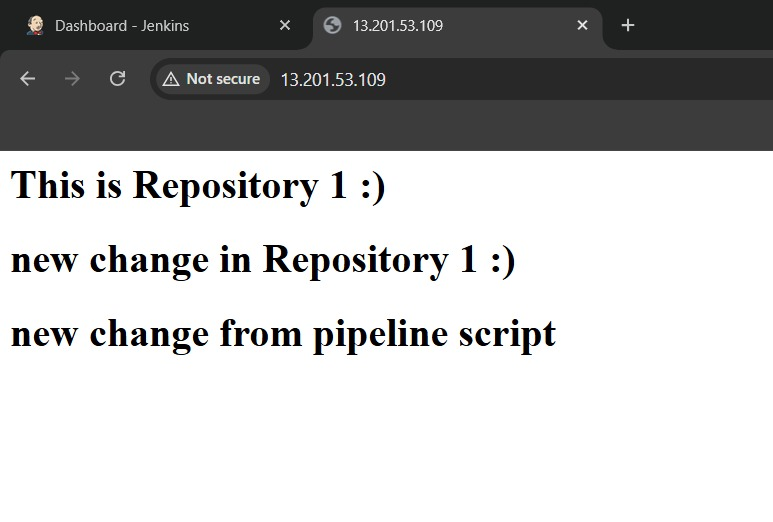 Dashboard - Jenkins
13.201.53.109
Not secure
13.201.53.109
This is Repository 1 :)
new change in Repository 1 :)
new change from pipeline script